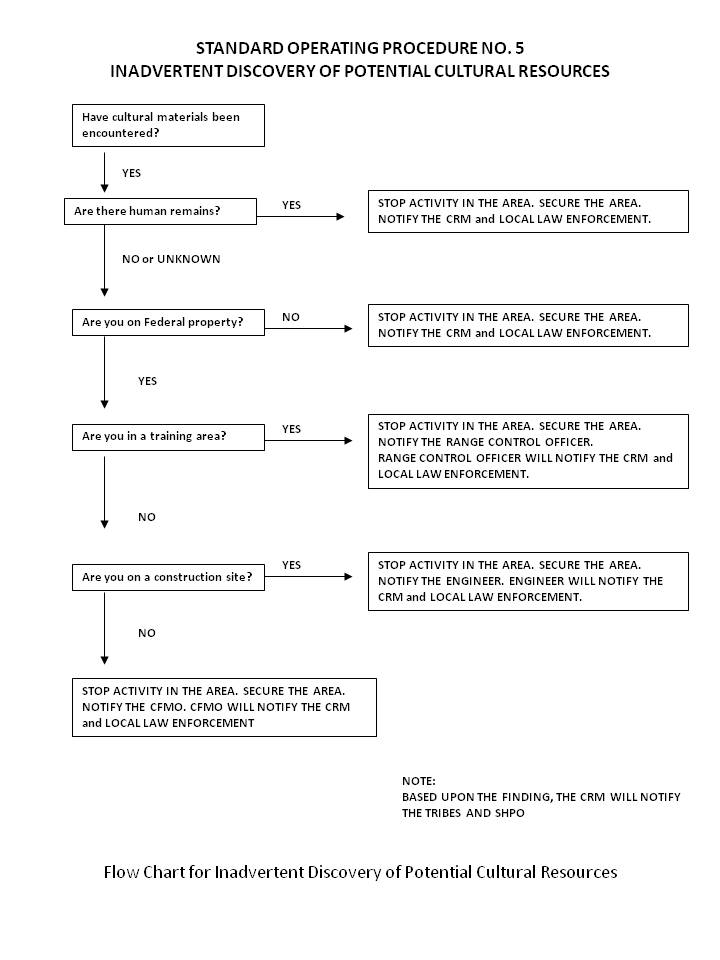 STANDARD OPERATING PROCEDURE NO. 5
INADVERTENT DISCOVERY OF POTENTIAL CULTURAL RESOURCES
Have cultural materials been
encountered?
YES
Are there human remains?
YES
STOP ACTIVITY IN THE AREA. SECURE THE AREA.
NOTIFY THE CRM and LOCAL LAW ENFORCEMENT.
NO or UNKNOWN
Are you on Federal property?
NO
STOP ACTIVITY IN THE AREA. SECURE THE AREA.
NOTIFY THE CRM and LOCAL LAW ENFORCEMENT.
YES
Are you in a training area?
YES
STOP ACTIVITY IN THE AREA. SECURE THE AREA.
NOTIFY THE RANGE CONTROL OFFICER.
RANGE CONTROL OFFICER WILL NOTIFY THE CRM and
LOCAL LAW ENFORCEMENT.
NO
Are you on a construction site?
YES
STOP ACTIVITY IN THE AREA. SECURE THE AREA.
NOTIFY THE ENGINEER. ENGINEER WILL NOTIFY THE
CRM and LOCAL LAW ENFORCEMENT.
NO
STOP ACTIVITY IN THE AREA. SECURE THE AREA.
NOTIFY THE CFMO. CFMO WILL NOTIFY THE CRM
and LOCAL LAW ENFORCEMENT
NOTE:
BASED UPON THE FINDING, THE CRM WILL NOTIFY
THE TRIBES AND SHPO
Flow Chart for Inadvertent Discovery of Potential Cultural Resources